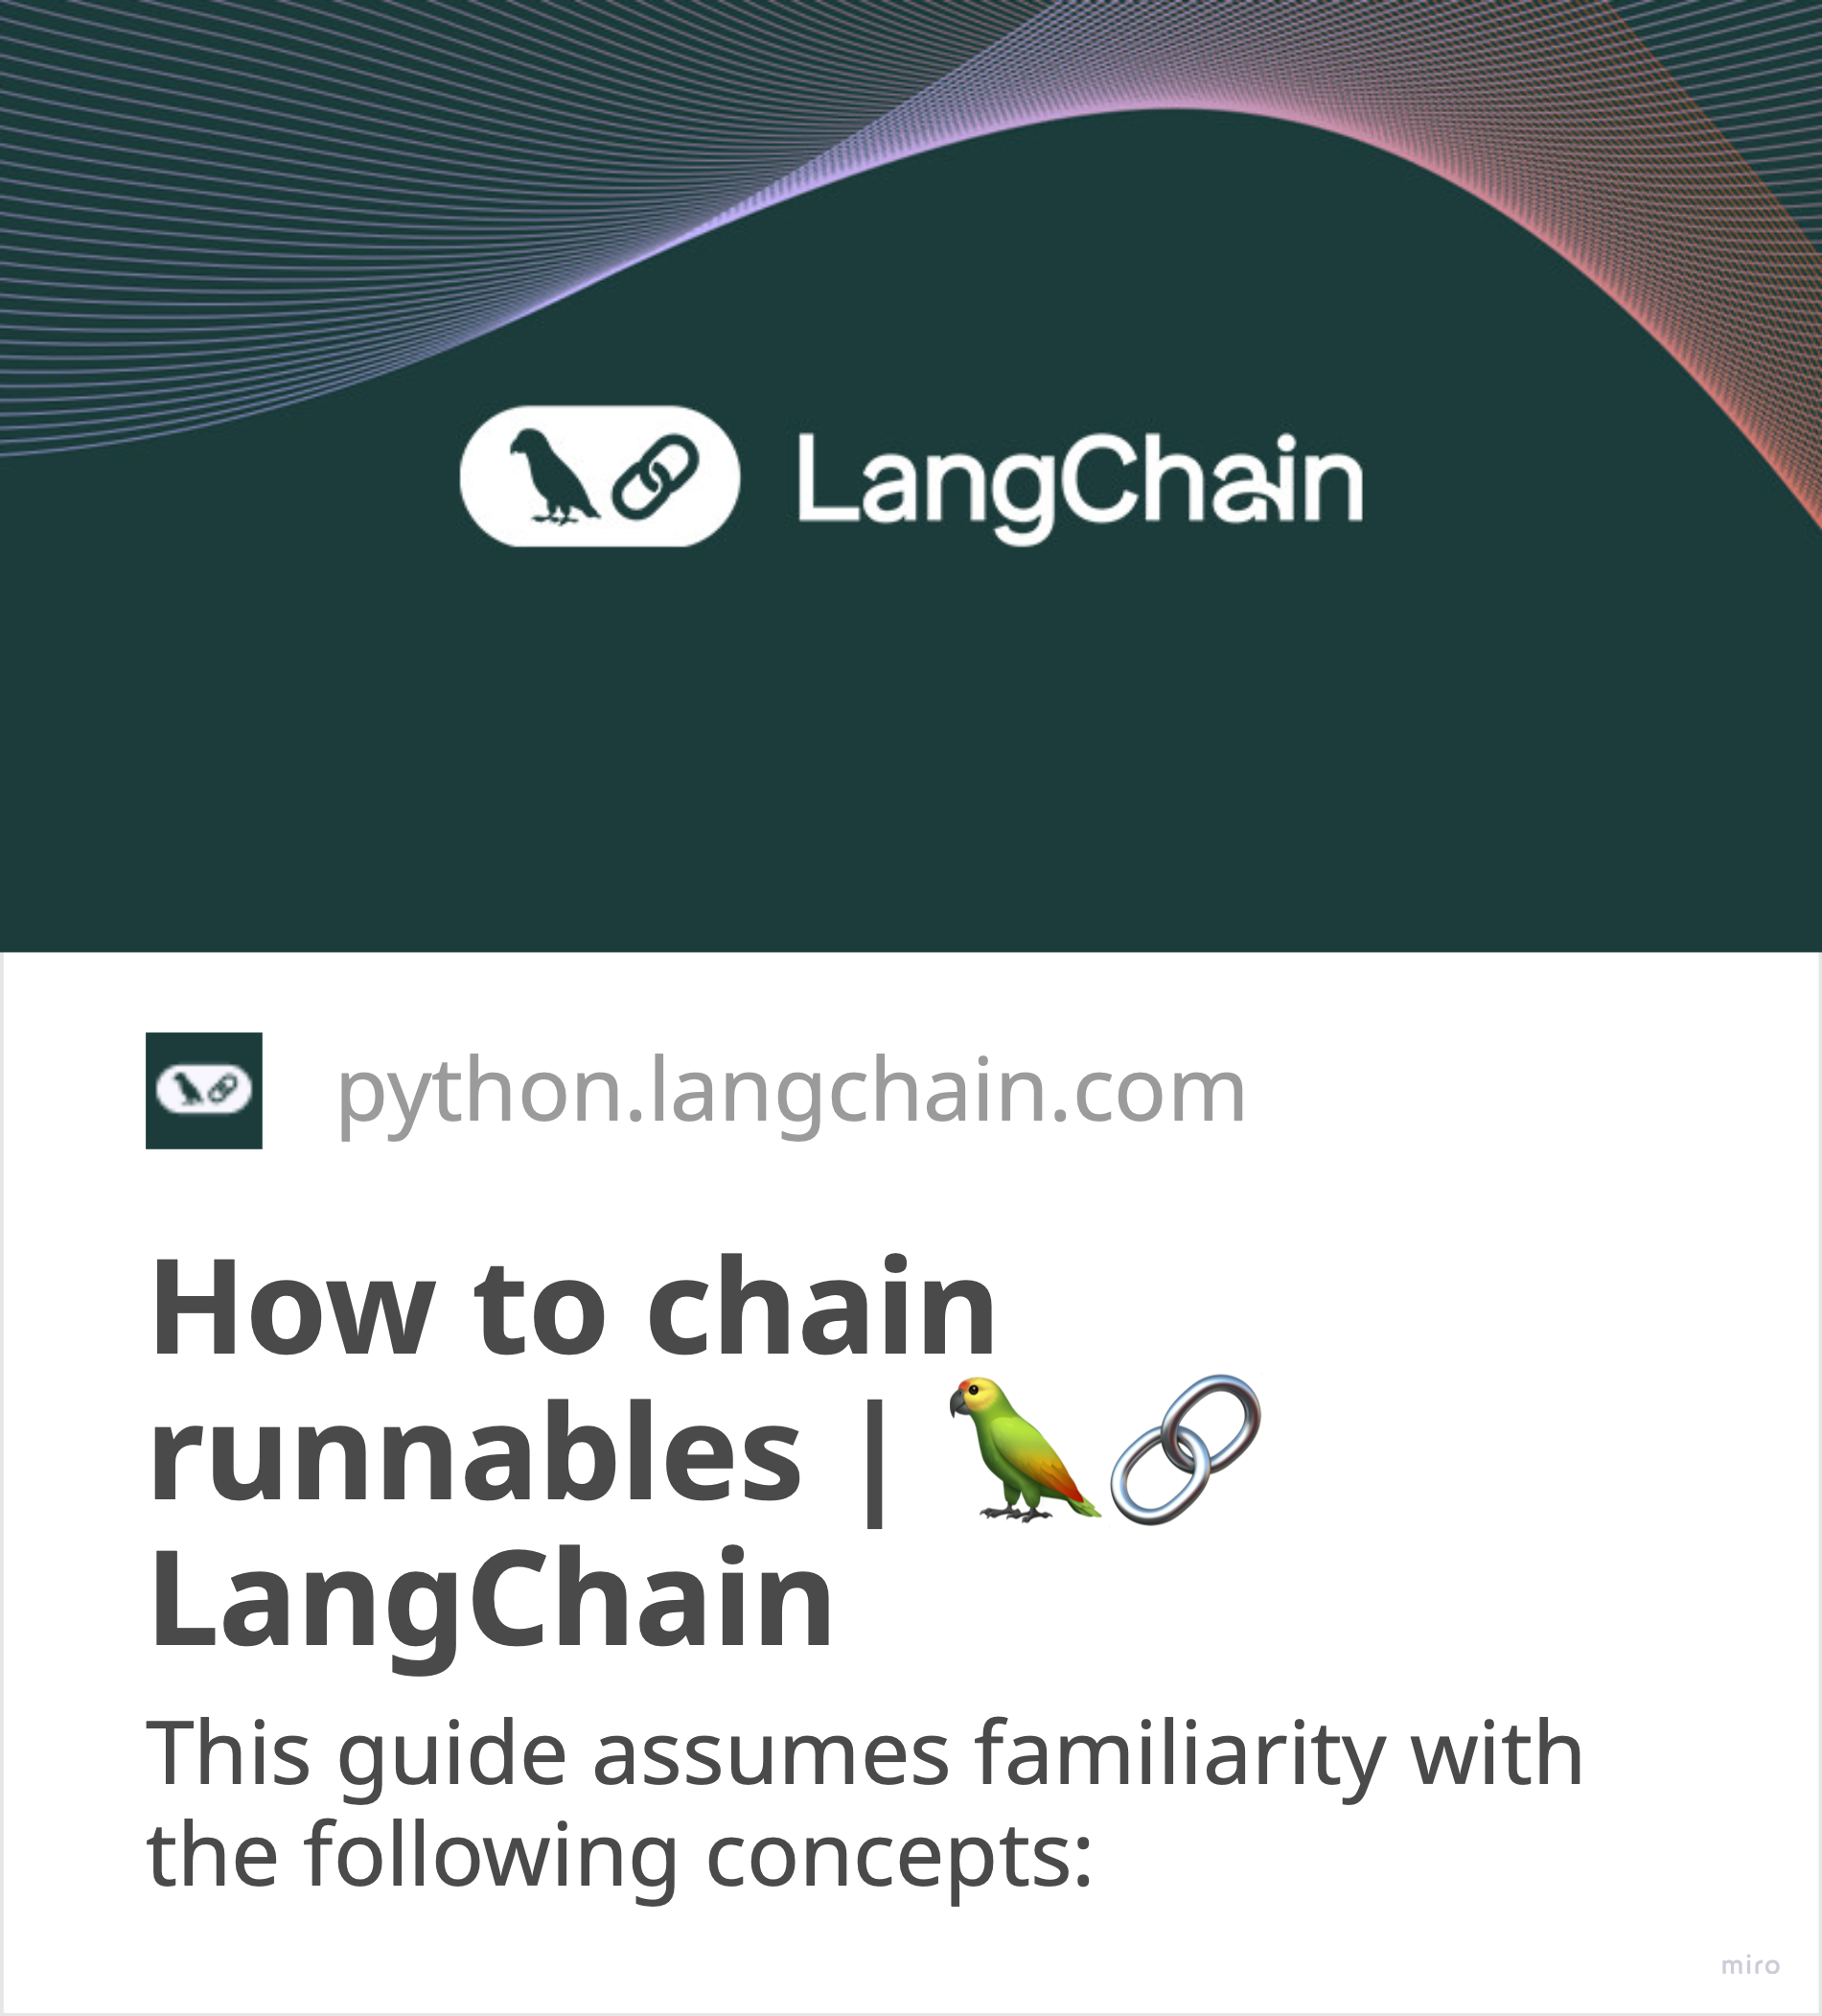 LangChain
python.langchain.com
How to chain
runnables | 🦜🔗
LangChain
This guide assumes familiarity with
the following concepts:
miro